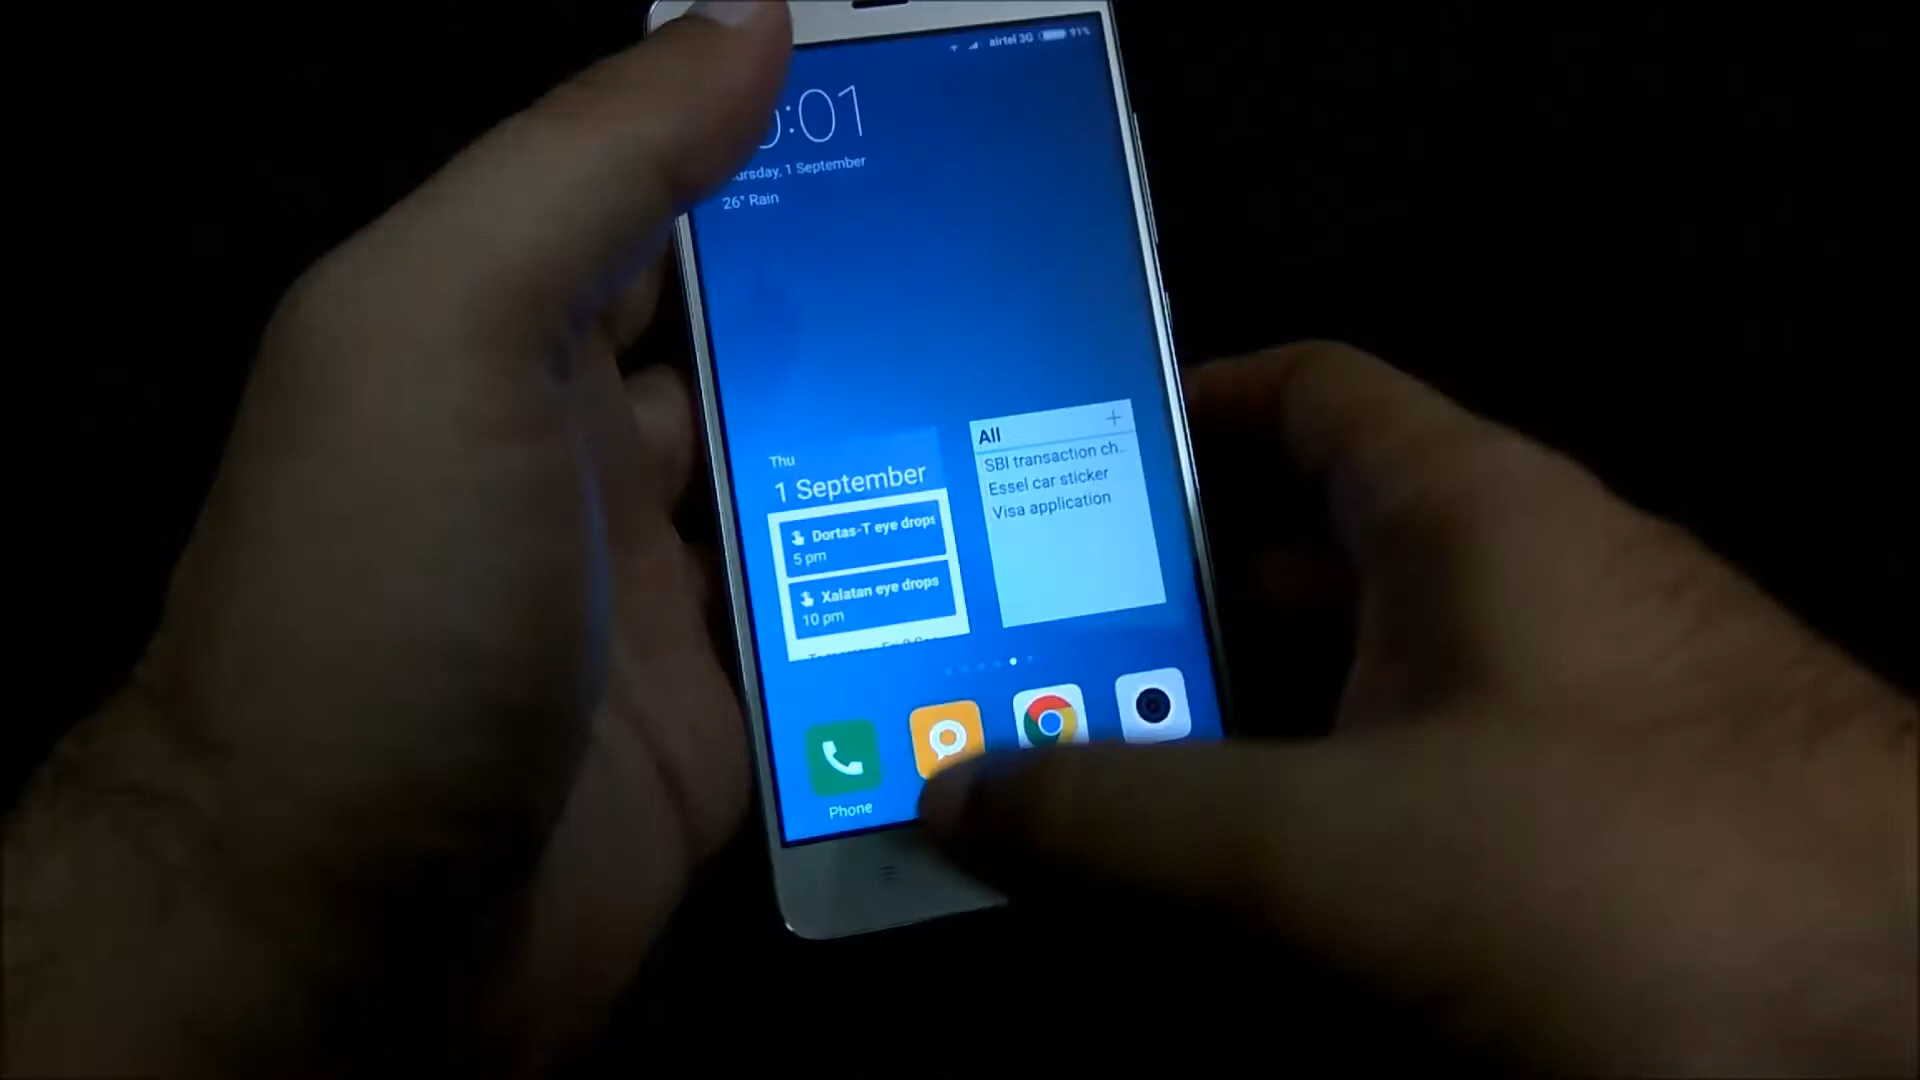 airtel 3G 91%
:01
1 September
26° Rain
Thu
1 September
Dortas-T eye drops
5 pm
Xalatan eye drops
10 pm
All +
SBI transaction ch..
Essel car sticker
Visa application
Phone